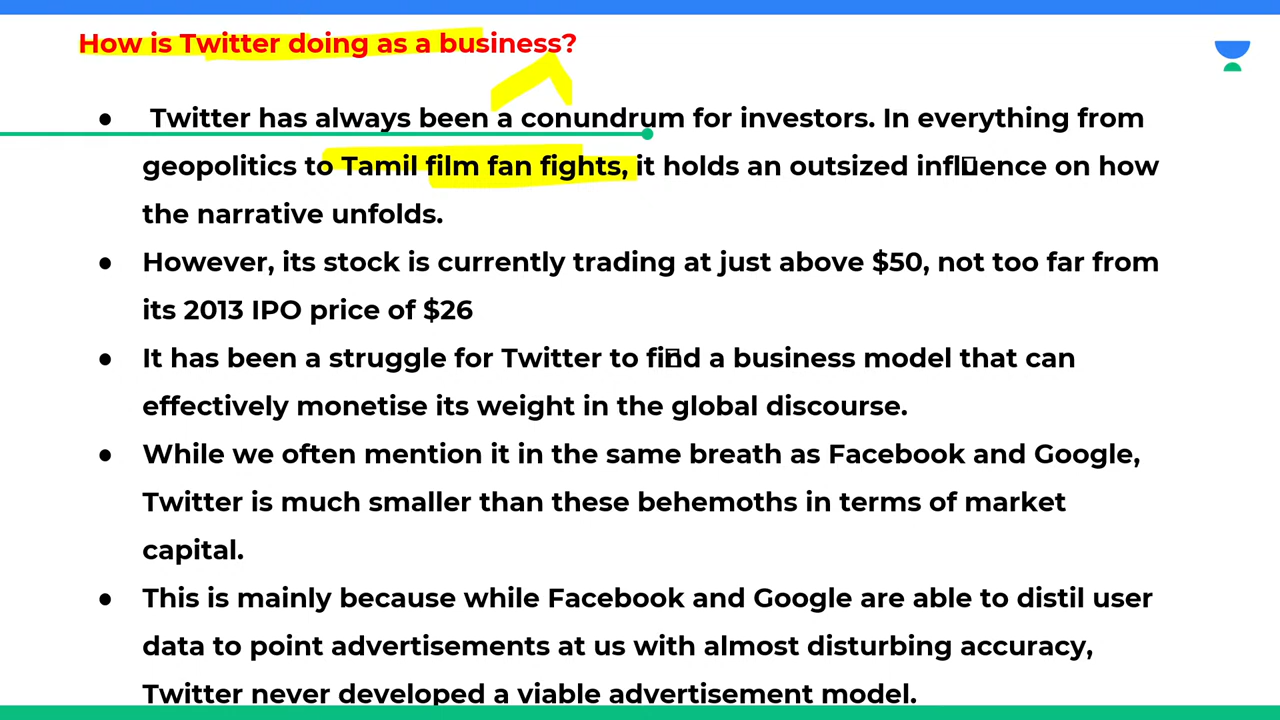 How is Twitter doing as a business?
● Twitter has always been a conundrum for investors. In everything from
geopolitics to Tamil film fan fights, it holds an outsized influence on how
the narrative unfolds.
● However, its stock is currently trading at just above $50, not too far from
its 2013 IPO price of $26
● It has been a struggle for Twitter to find a business model that can
effectively monetise its weight in the global discourse.
● While we often mention it in the same breath as Facebook and Google,
Twitter is much smaller than these behemoths in terms of market
capital.
● This is mainly because while Facebook and Google are able to distil user
data to point advertisements at us with almost disturbing accuracy,
Twitter never developed a viable advertisement model.